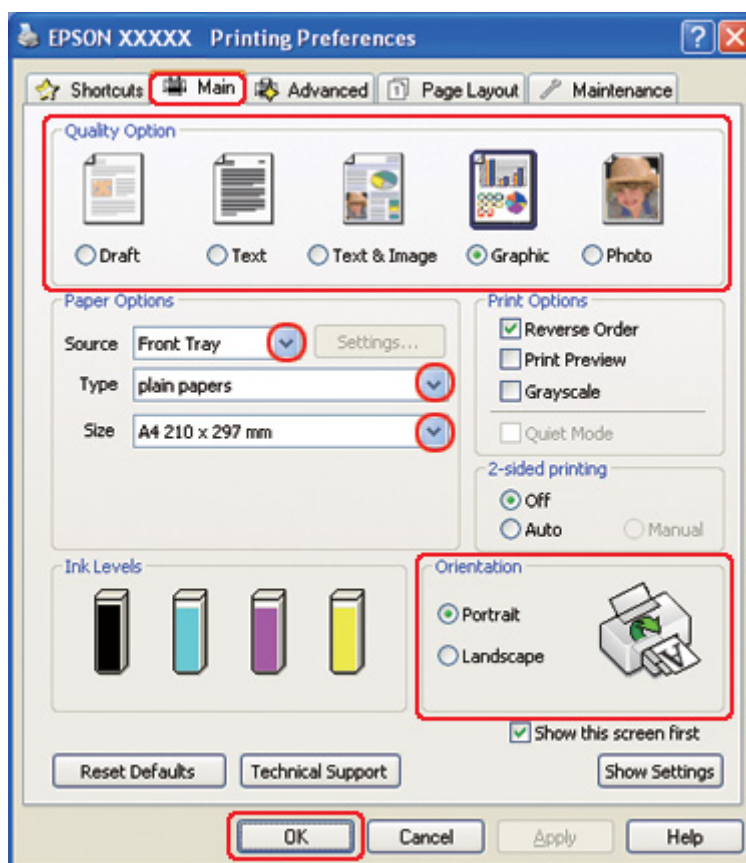 EPSON XXXXX Printing Preferences
Shortcuts Main Advanced Page Layout Maintenance
Quality Option
Draft Text Text & Image Graphic Photo
Paper Options
Source Front Tray Settings...
Type plain papers
Size A4 210 x 297 mm
Print Options
Reverse Order
Print Preview
Grayscale
Quiet Mode
2-sided printing
Off
Auto Manual
Ink Levels
Orientation
Portrait
Landscape
Show this screen first
Reset Defaults Technical Support Show Settings
OK Cancel Apply Help